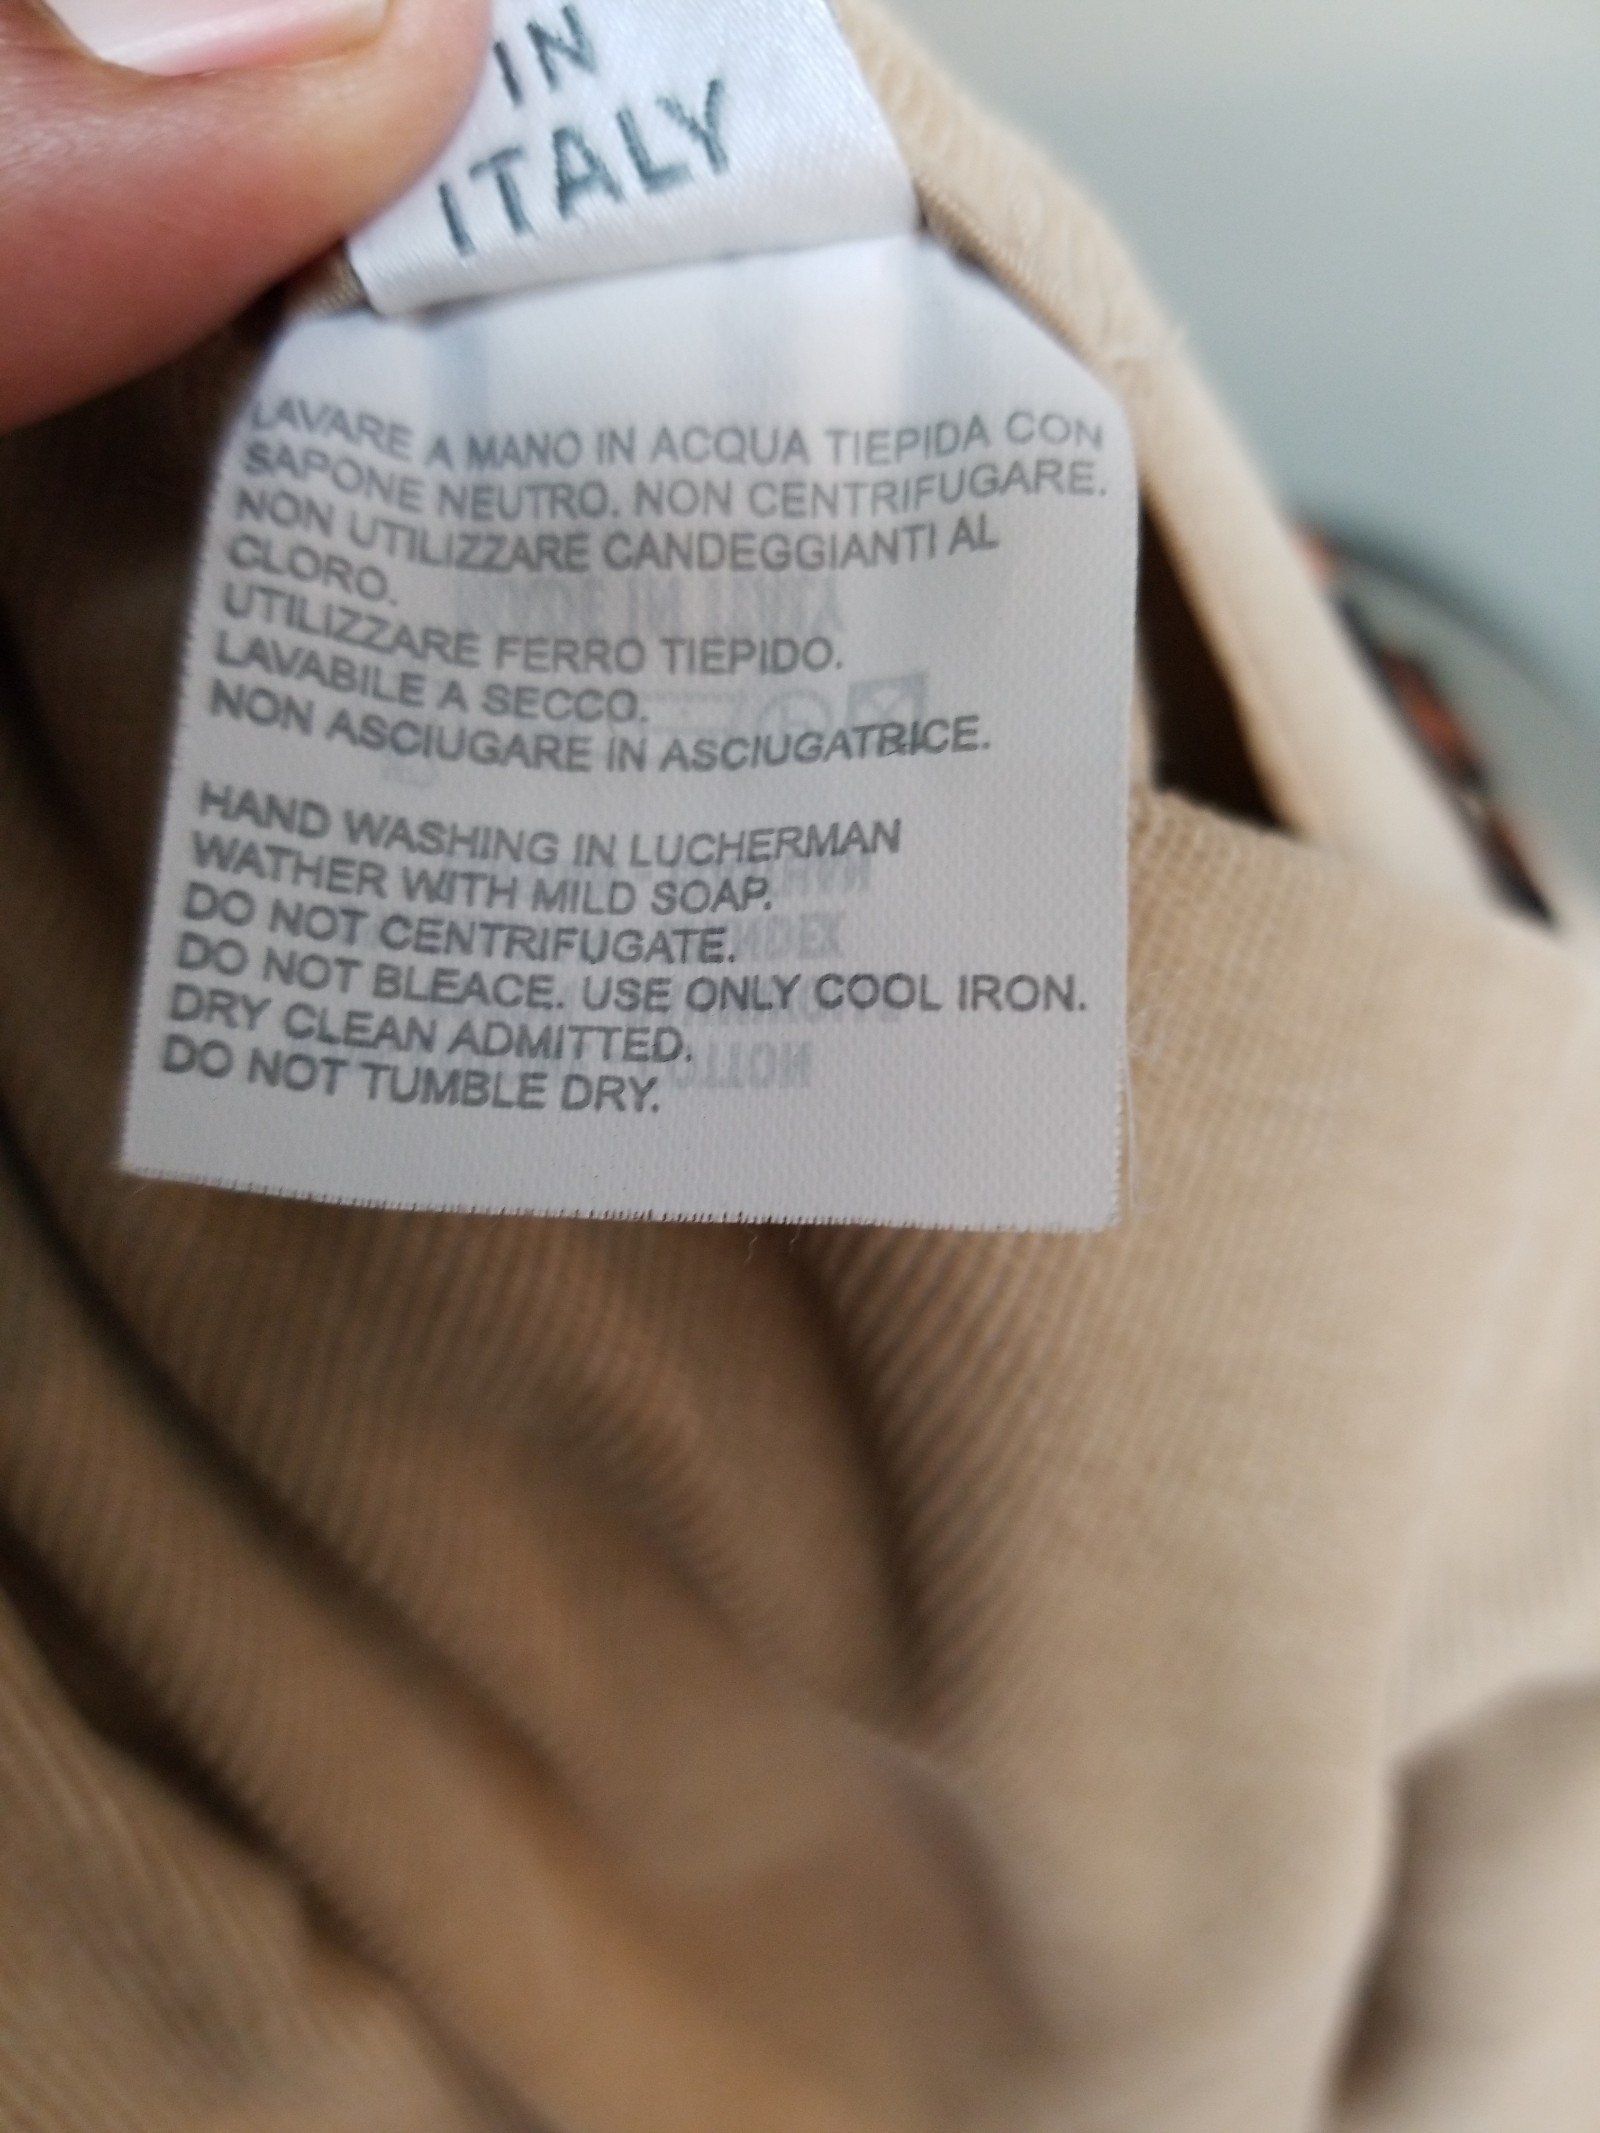 IN
ITALY
LAVARE A MANO IN ACQUA TIEPIDA CON
SAPONE NEUTRO. NON CENTRIFUGARE.
NON UTILIZZARE CANDEGGIANTI AL
CLORO.
UTILIZZARE FERRO TIEPIDO.
LAVABILE A SECCO.
NON ASCIUGARE IN ASCIUGATRICE.
HAND WASHING IN LUCHERMAN
WATHER WITH MILD SOAP.
DO NOT CENTRIFUGATE.
DO NOT BLEACE. USE ONLY COOL IRON.
DRY CLEAN ADMITTED.
DO NOT TUMBLE DRY.